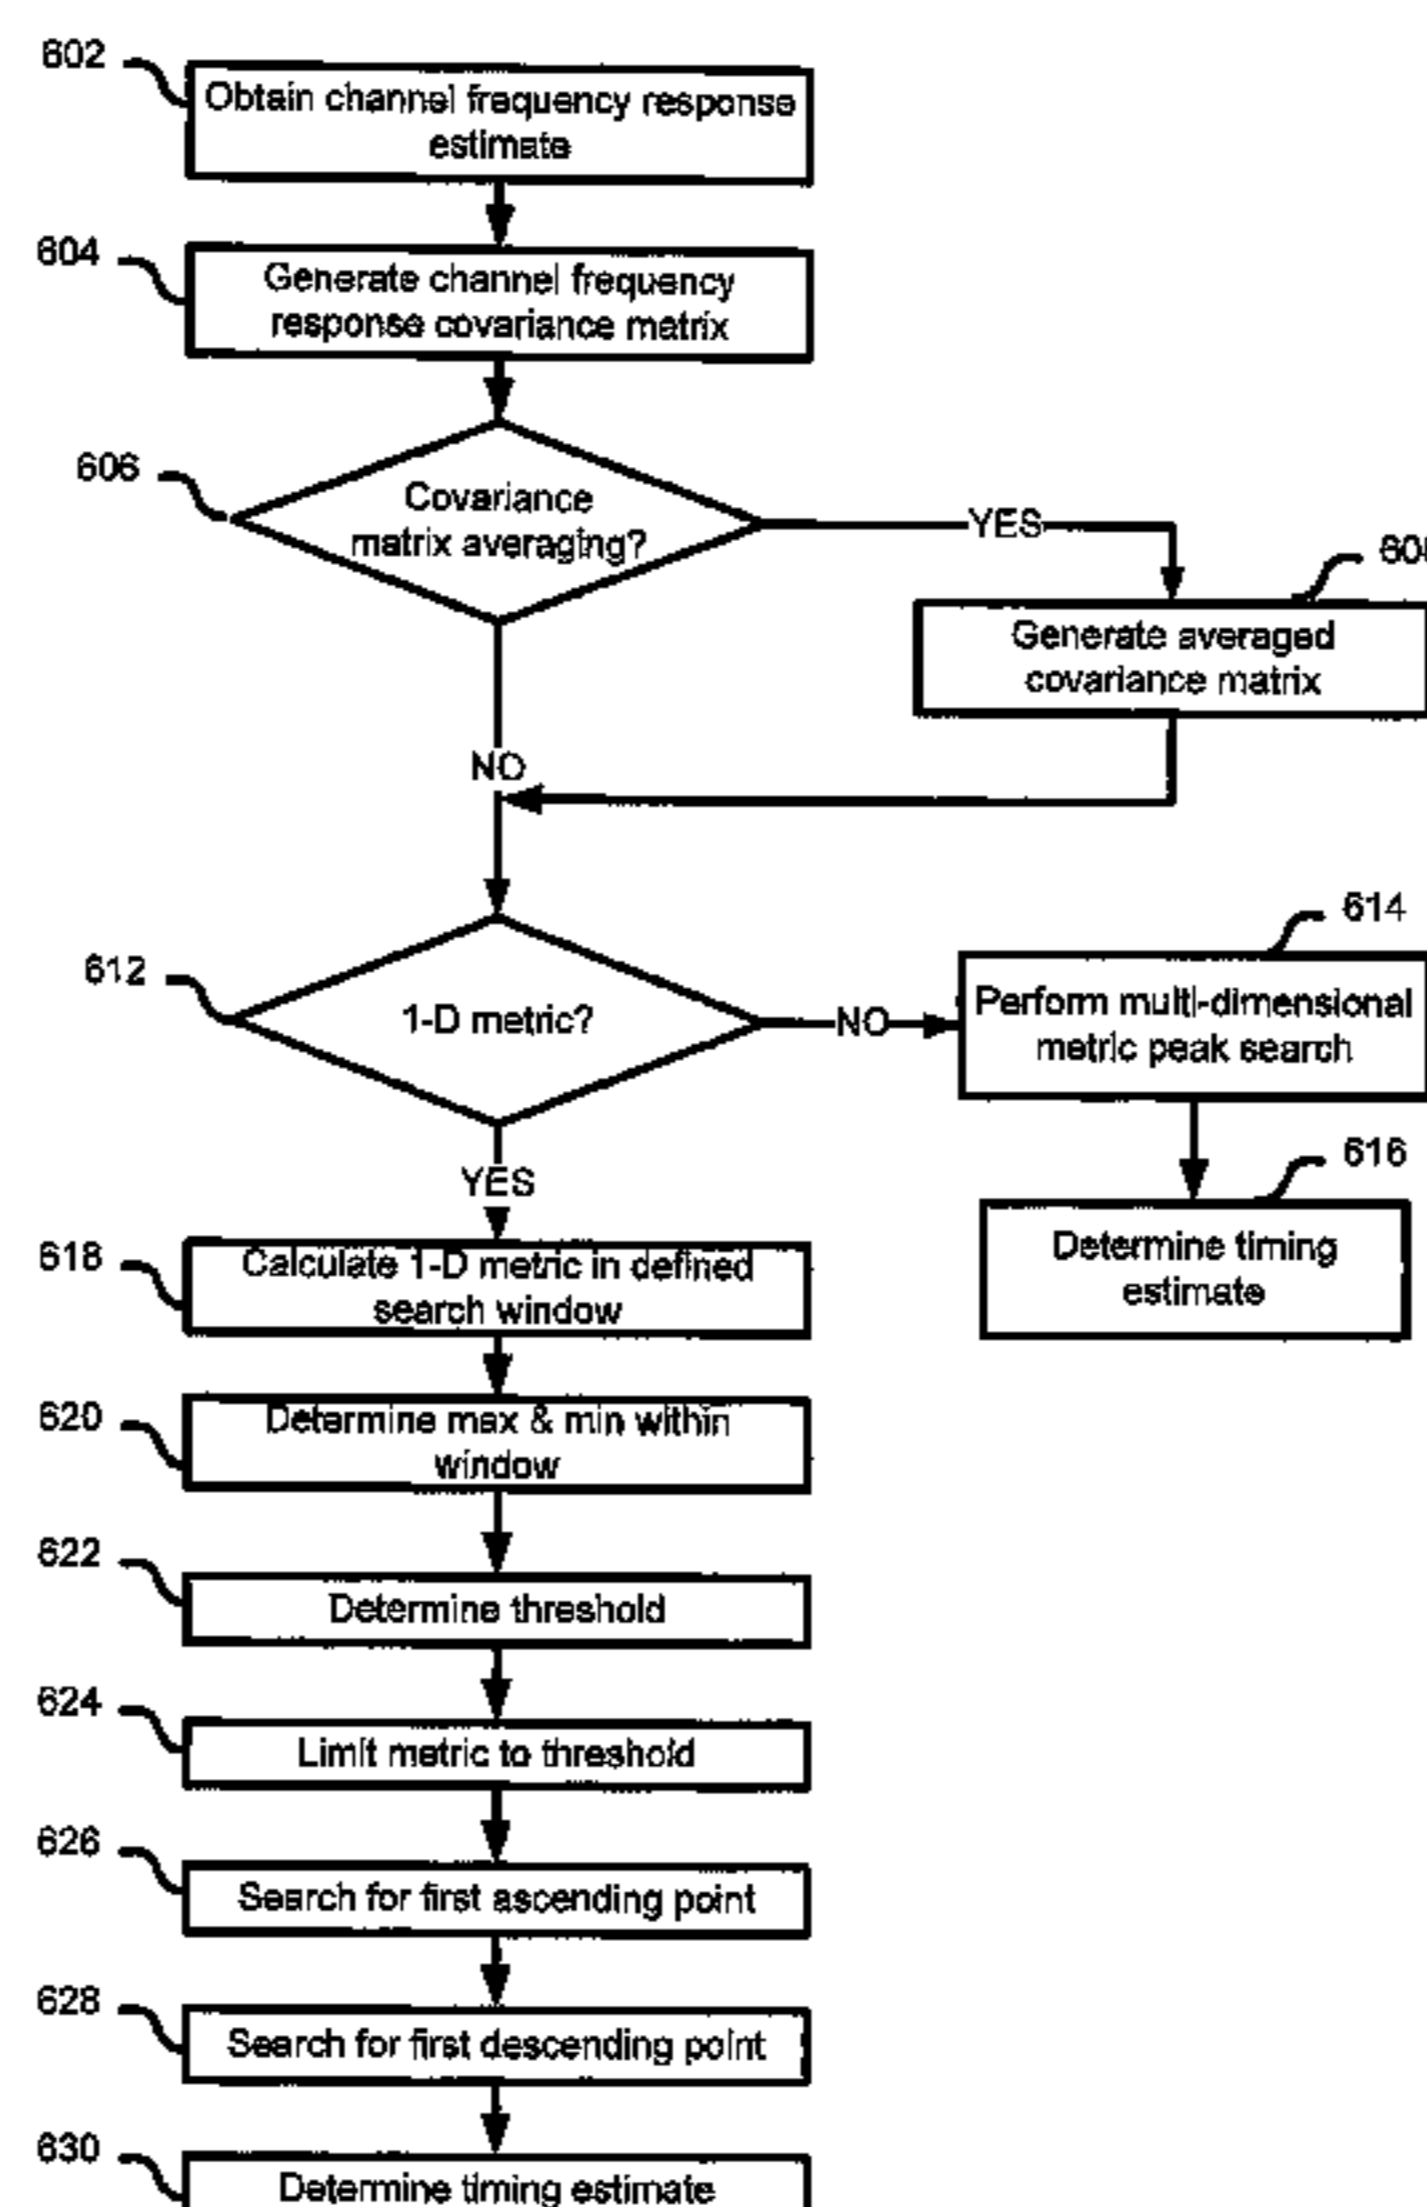 602
Obtain channel frequency response
estimate
604
Generate channel frequency
response covariance matrix
606
Covariance
matrix averaging?
YES
Generate averaged
covariance matrix
NO
612
1-D metric?
NO
614
Perform multi-dimensional
metric peak search
616
Determine timing
estimate
YES
618
Calculate 1-D metric in defined
search window
620
Determine max & min within
window
622
Determine threshold
624
Limit metric to threshold
626
Search for first ascending point
628
Search for first descending point
630
Determine timing estimate